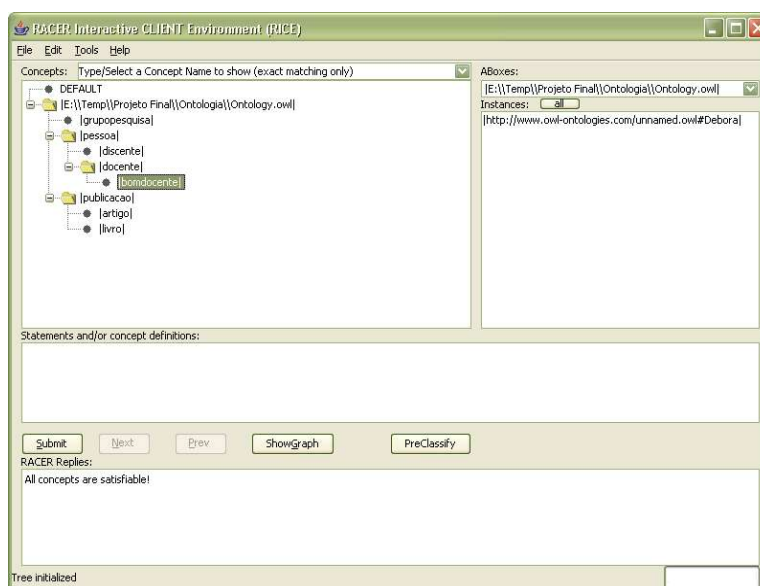 RACER Interactive CLIENT Environment (RICE)
File Edit Tools Help
Concepts: Type/Select a Concept Name to show (exact matching only)
DEFAULT
|E:\\Temp\\Projeto Final\\Ontologia\\Ontology.owl|
|grupopesquisa|
|pessoa|
|discente|
|docente|
|bomdocente|
|publicacao|
|artigo|
|livro|
ABoxes:
|E:\\Temp\\Projeto Final\\Ontologia\\Ontology.owl|
Instances: all
|http://www.owl-ontologies.com/unnamed.owl#Debora|
Statements and/or concept definitions:
Submit Next Prev ShowGraph PreClassify
RACER Replies:
All concepts are satisfiable!
Tree initialized